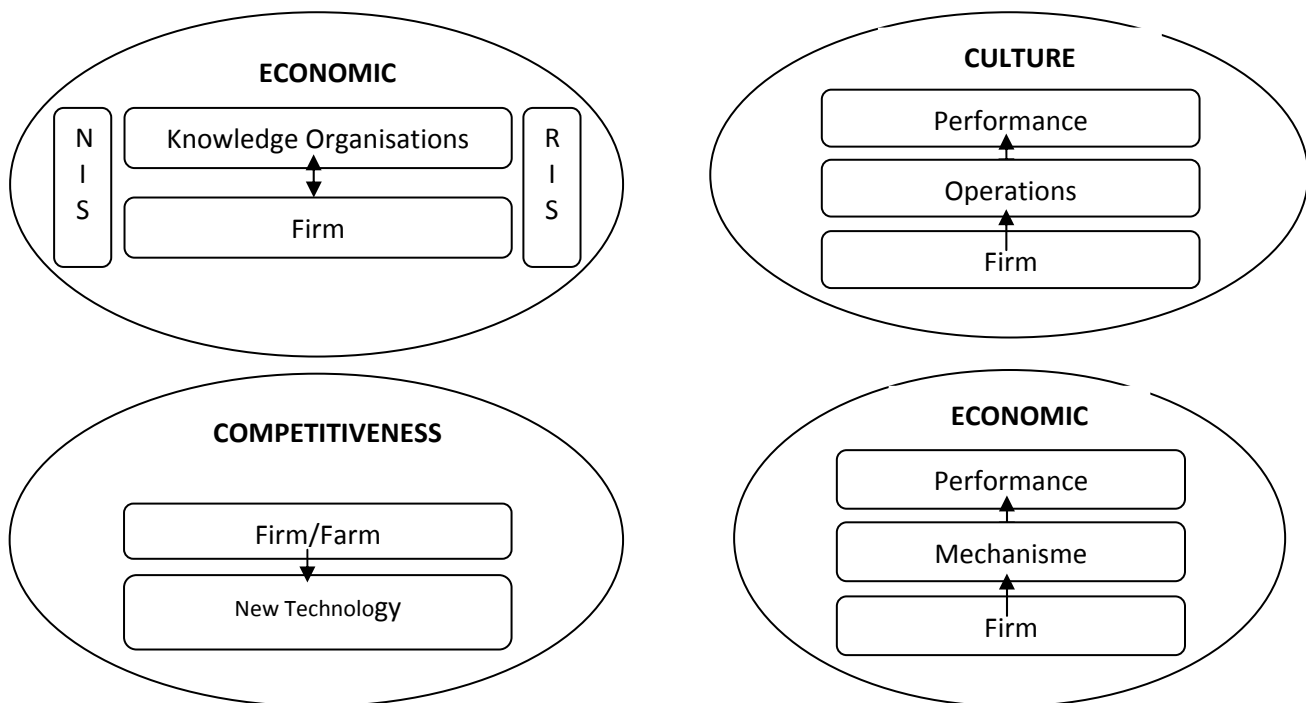 ECONOMIC
N
I
S
Knowledge Organisations
Firm
R
I
S
CULTURE
Performance
Operations
Firm
COMPETITIVENESS
Firm/Farm
New Technology
ECONOMIC
Performance
Mechanisme
Firm